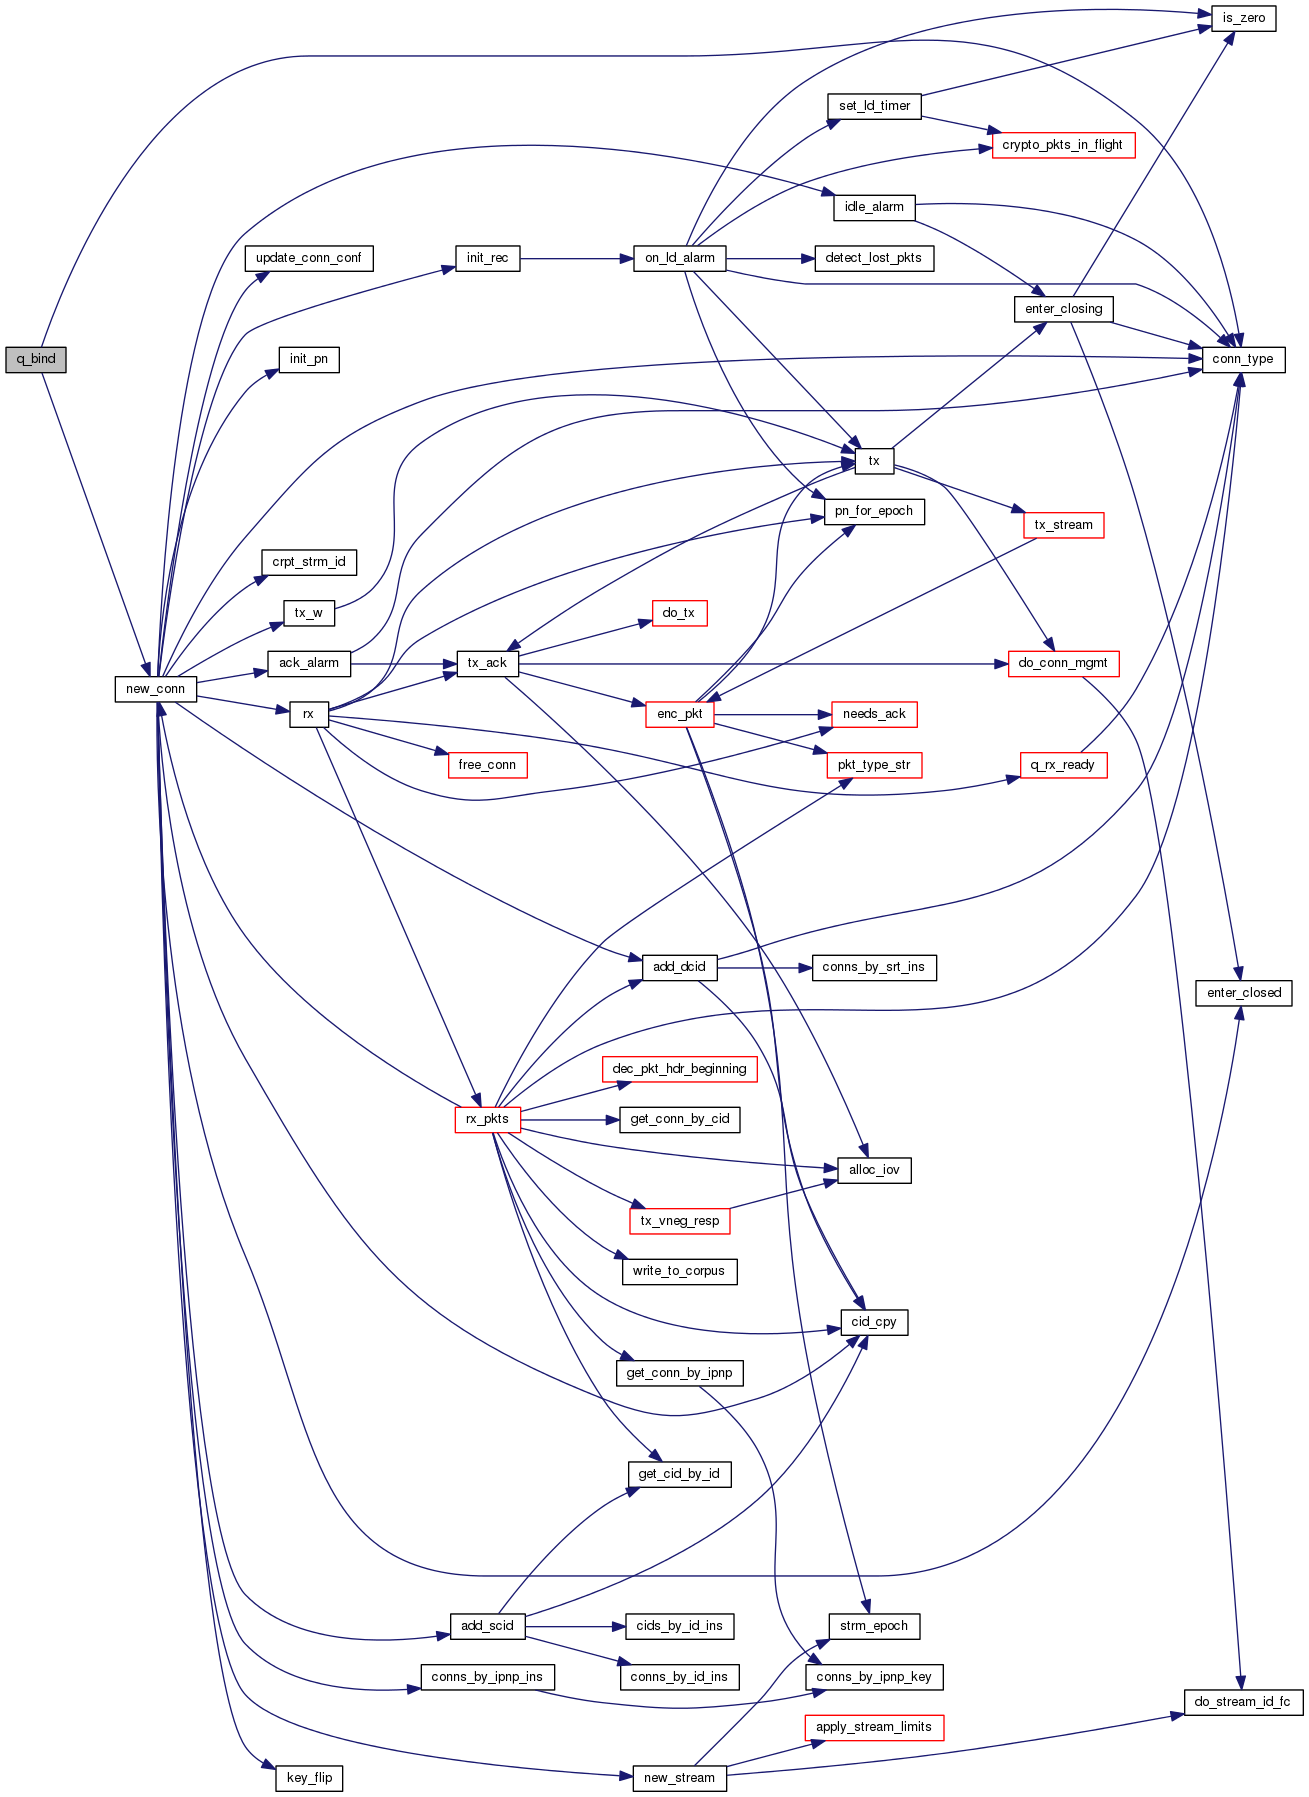 is_zero
set_ld_timer
crypto_pkts_in_flight
idle_alarm
update_conn_conf
init_rec
on_ld_alarm
detect_lost_pkts
enter_closing
q_bind
init_pn
conn_type
tx
pn_for_epoch
tx_stream
crpt_strm_id
tx_w
do_tx
ack_alarm
tx_ack
do_conn_mgmt
new_conn
rx
enc_pkt
needs_ack
free_conn
pkt_type_str
q_rx_ready
add_dcid
conns_by_srt_ins
enter_closed
dec_pkt_hdr_beginning
rx_pkts
get_conn_by_cid
alloc_iov
tx_vneg_resp
write_to_corpus
cid_cpy
get_conn_by_ipnp
get_cid_by_id
add_scid
cids_by_id_ins
strm_epoch
conns_by_ipnp_ins
conns_by_id_ins
conns_by_ipnp_key
do_stream_id_fc
apply_stream_limits
key_flip
new_stream